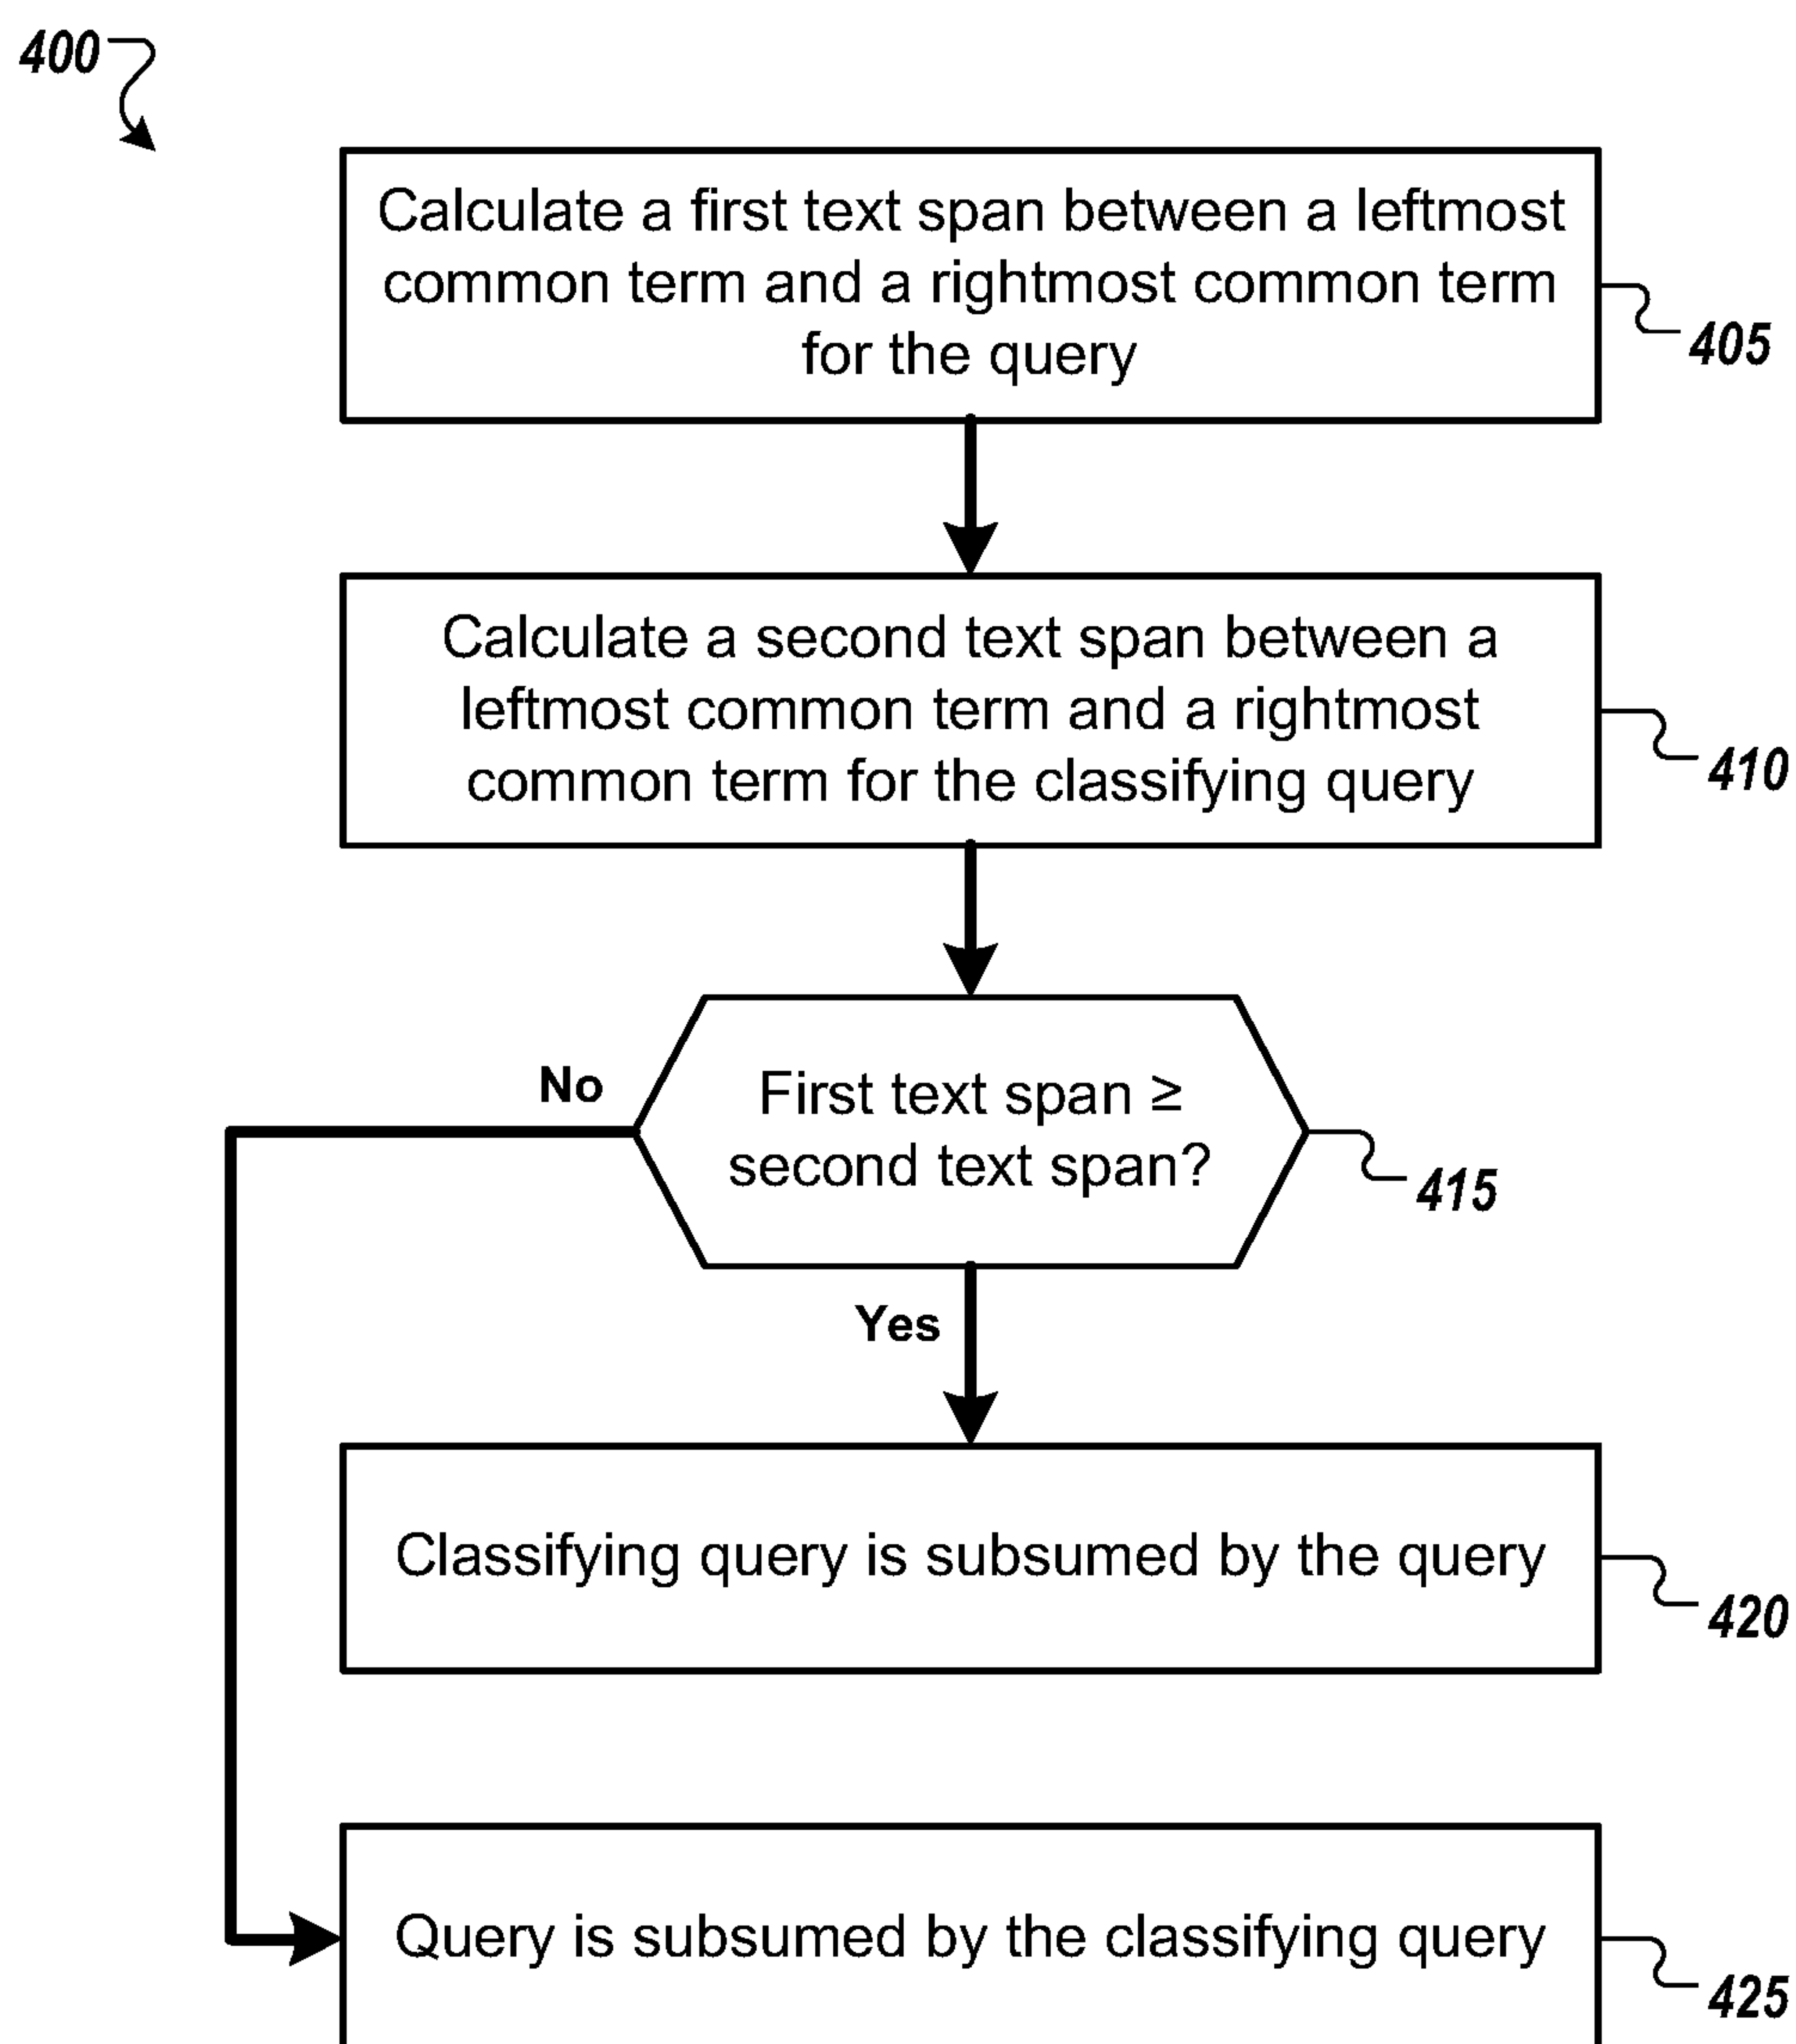 400
Calculate a first text span between a leftmost
common term and a rightmost common term
for the query
405
Calculate a second text span between a
leftmost common term and a rightmost
common term for the classifying query
410
No
First text span ≥
second text span?
415
Yes
Classifying query is subsumed by the query
420
Query is subsumed by the classifying query
425